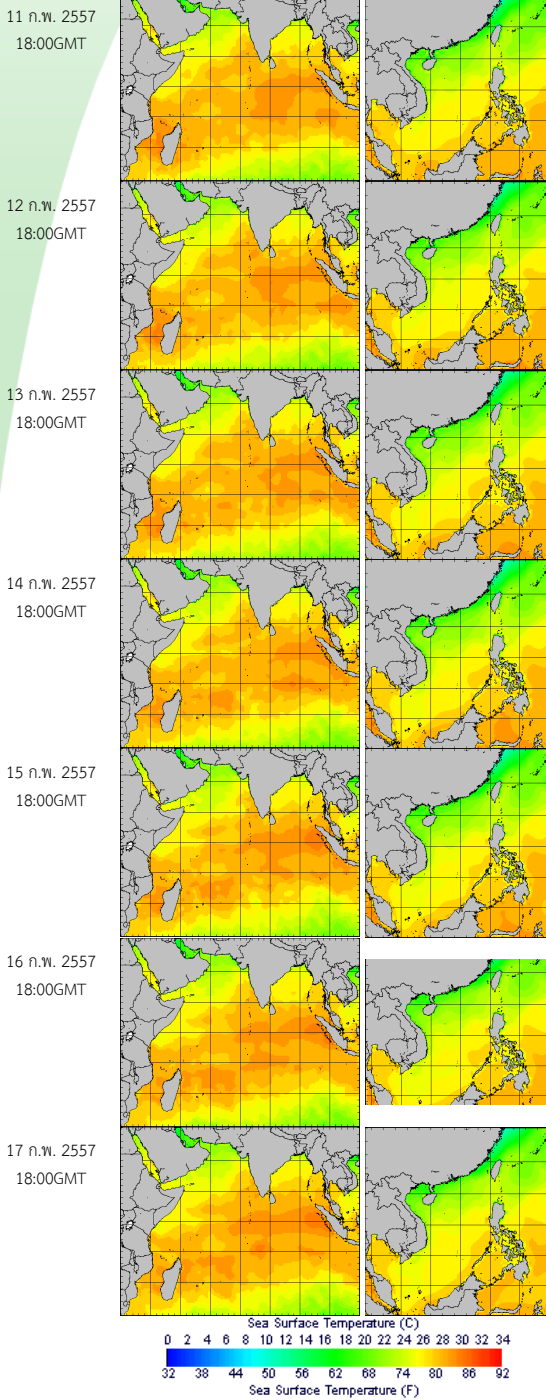 11 ก.พ. 2557
18:00GMT
12 ก.พ. 2557
18:00GMT
13 ก.พ. 2557
18:00GMT
14 ก.พ. 2557
18:00GMT
15 ก.พ. 2557
18:00GMT
16 ก.พ. 2557
18:00GMT
17 ก.พ. 2557
18:00GMT
Sea Surface Temperature (C)
0 2 4 6 8 10 12 14 16 18 20 22 24 26 28 30 32 34
32 38 44 50 56 62 68 74 80 86 92
Sea Surface Temperature (F)